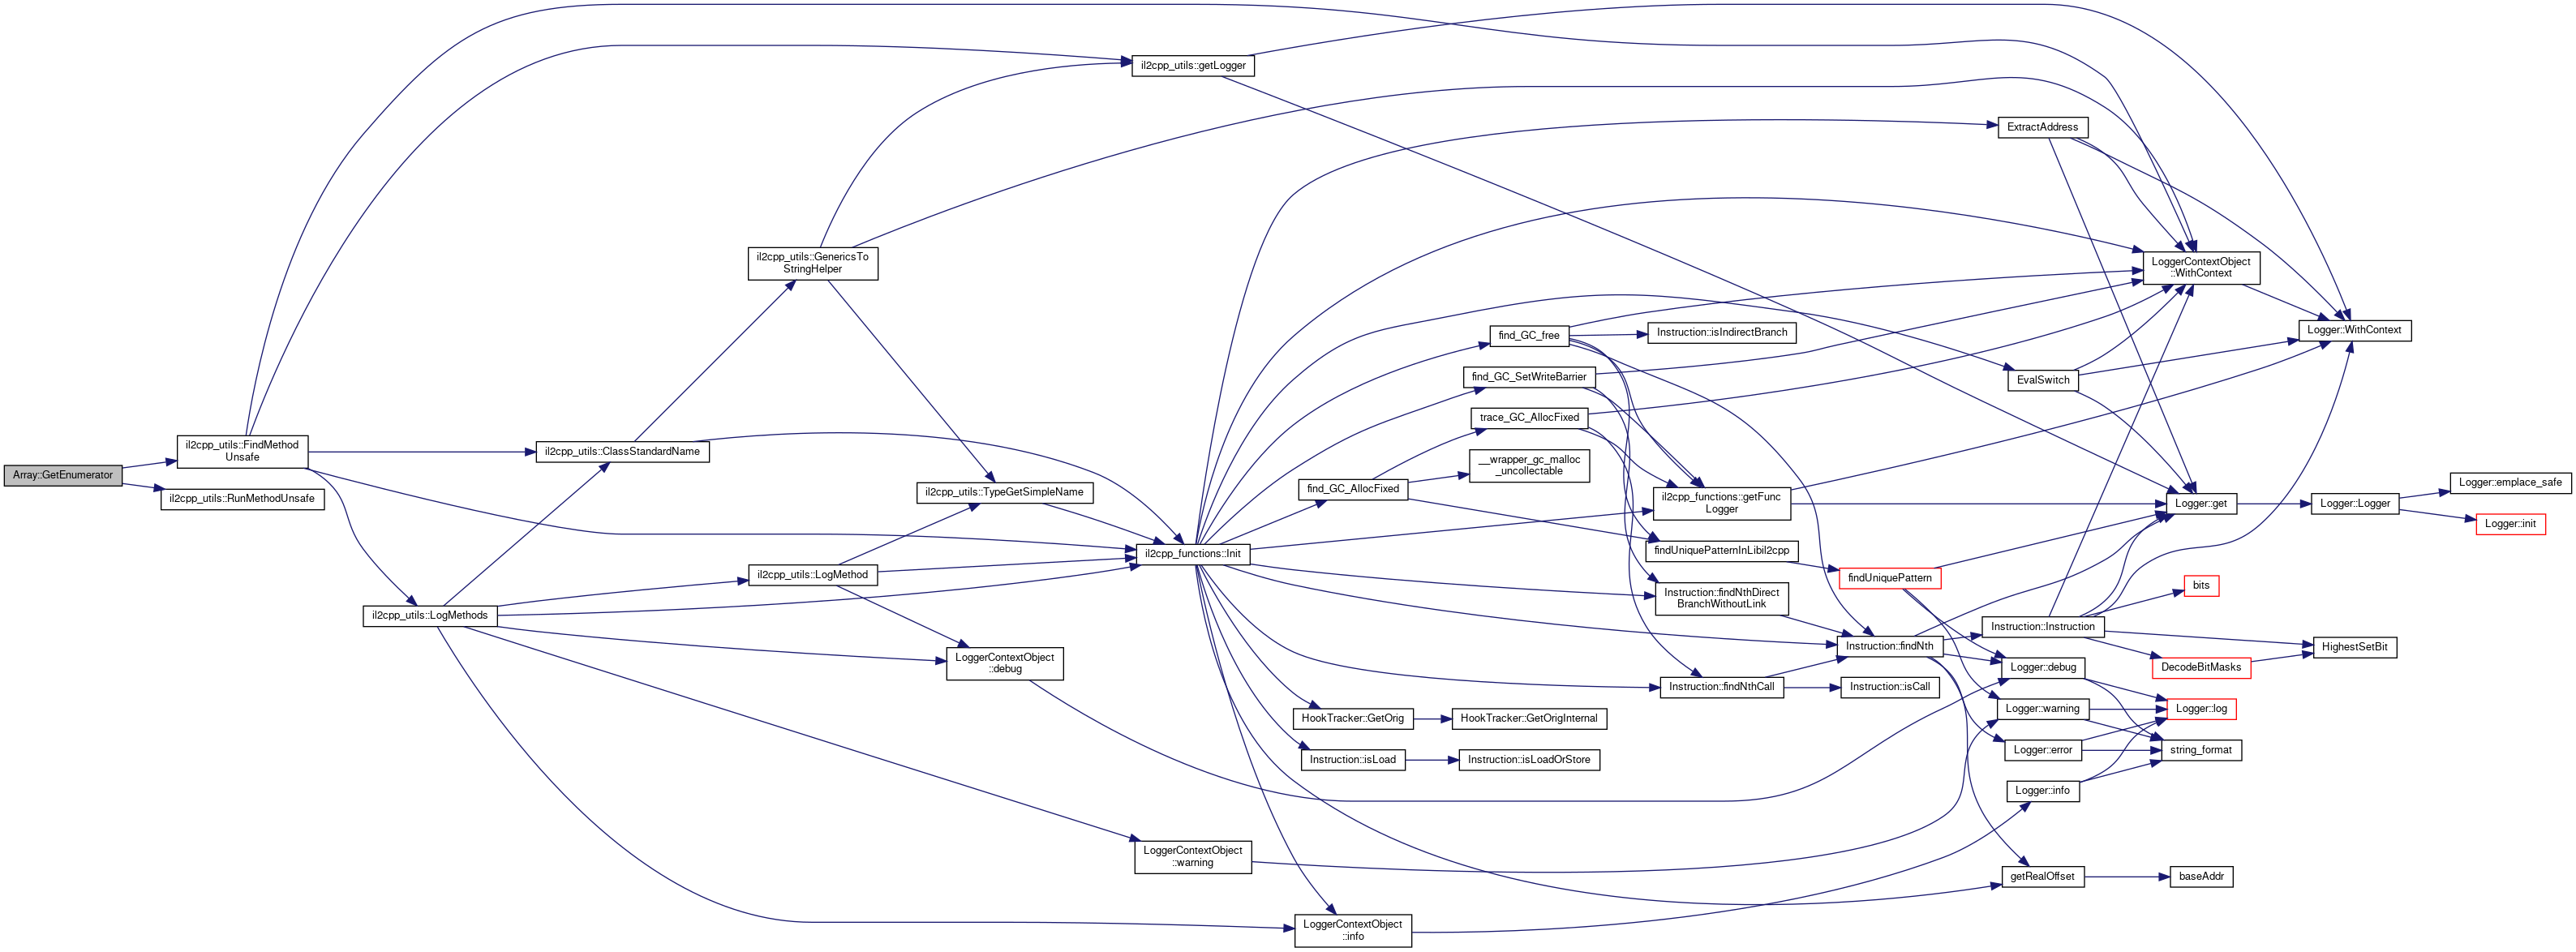 Array::GetEnumerator
il2cpp_utils::FindMethod
Unsafe
il2cpp_utils::RunMethodUnsafe
il2cpp_utils::LogMethods
il2cpp_utils::ClassStandardName
il2cpp_utils::GenericsTo
StringHelper
il2cpp_utils::LogMethod
il2cpp_utils::TypeGetSimpleName
LoggerContextObject
::debug
il2cpp_utils::getLogger
il2cpp_functions::Init
LoggerContextObject
::warning
find_GC_AllocFixed
HookTracker::GetOrig
Instruction::isLoad
LoggerContextObject
::info
find_GC_free
find_GC_SetWriteBarrier
trace_GC_AllocFixed
__wrapper_gc_malloc
_uncollectable
HookTracker::GetOrigInternal
Instruction::isLoadOrStore
Instruction::isIndirectBranch
il2cpp_functions::getFunc
Logger
findUniquePatternInLibil2cpp
Instruction::findNthDirect
BranchWithoutLink
Instruction::findNthCall
findUniquePattern
Instruction::findNth
Instruction::isCall
ExtractAddress
EvalSwitch
Instruction::Instruction
Logger::debug
Logger::warning
Logger::error
Logger::info
getRealOffset
LoggerContextObject
::WithContext
Logger::get
bits
DecodeBitMasks
Logger::log
string_format
baseAddr
Logger::WithContext
Logger::Logger
HighestSetBit
Logger::emplace_safe
Logger::init